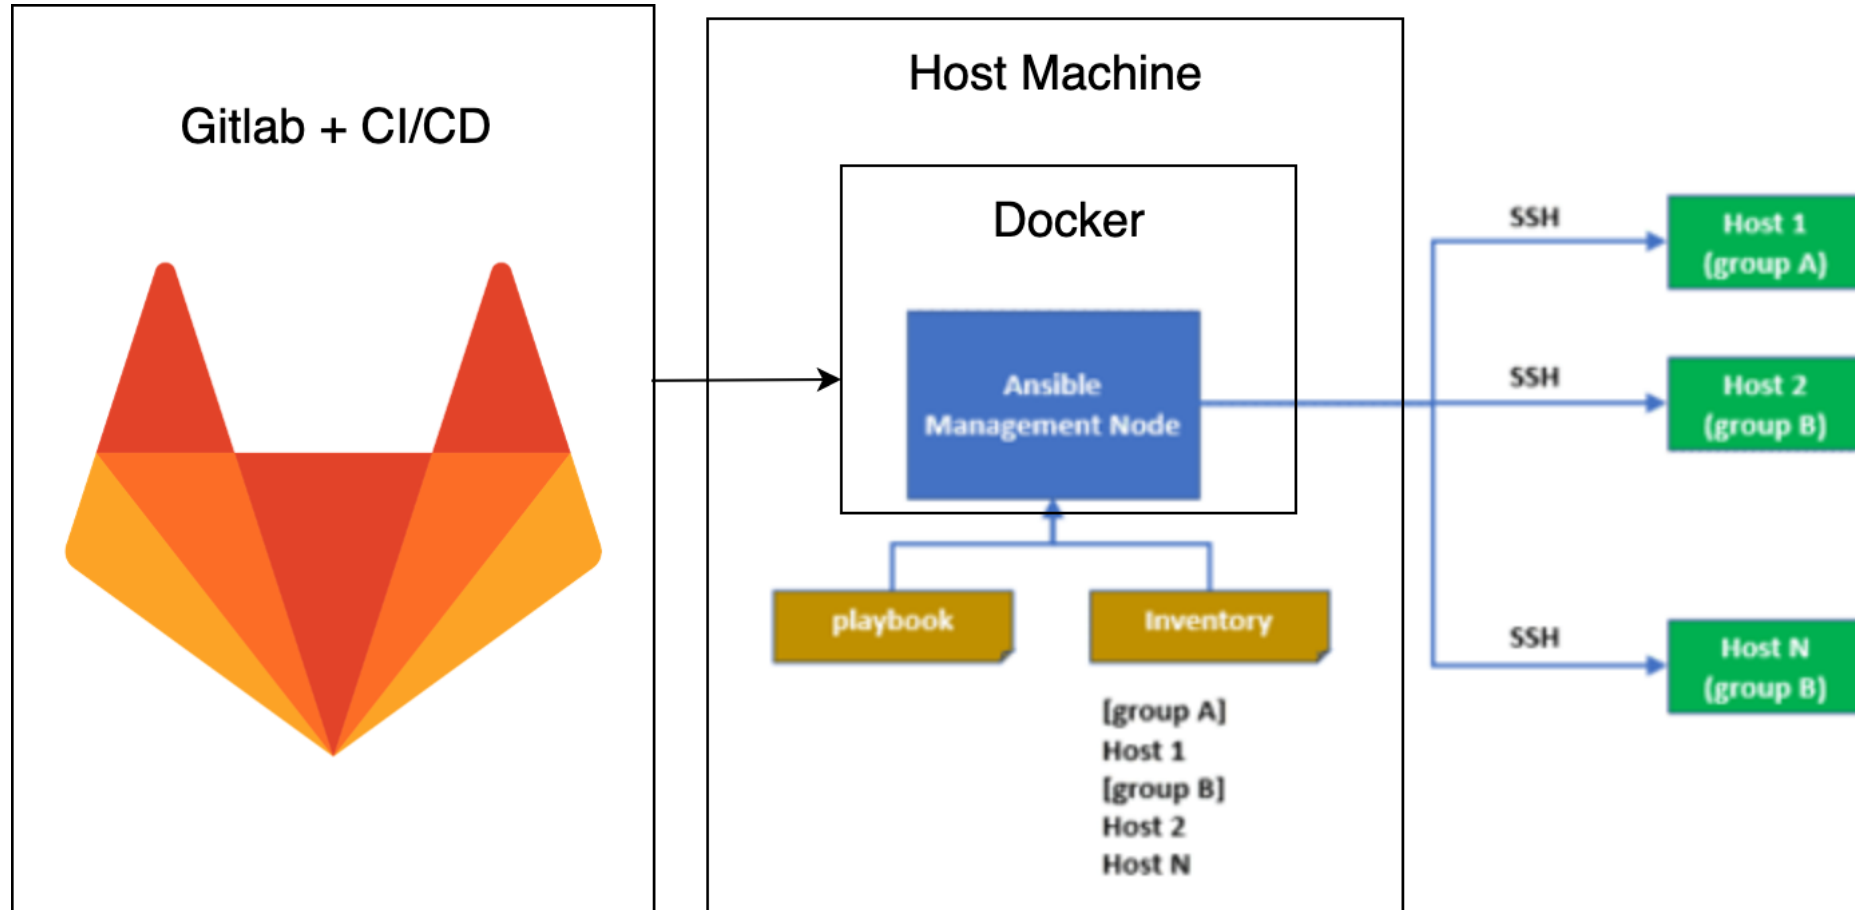 Gitlab + CI/CD
Host Machine
Docker
Ansible
Management Node
playbook
Inventory
[group A]
Host 1
[group B]
Host 2
Host N
SSH
Host 1
(group A)
SSH
Host 2
(group B)
SSH
Host N
(group B)